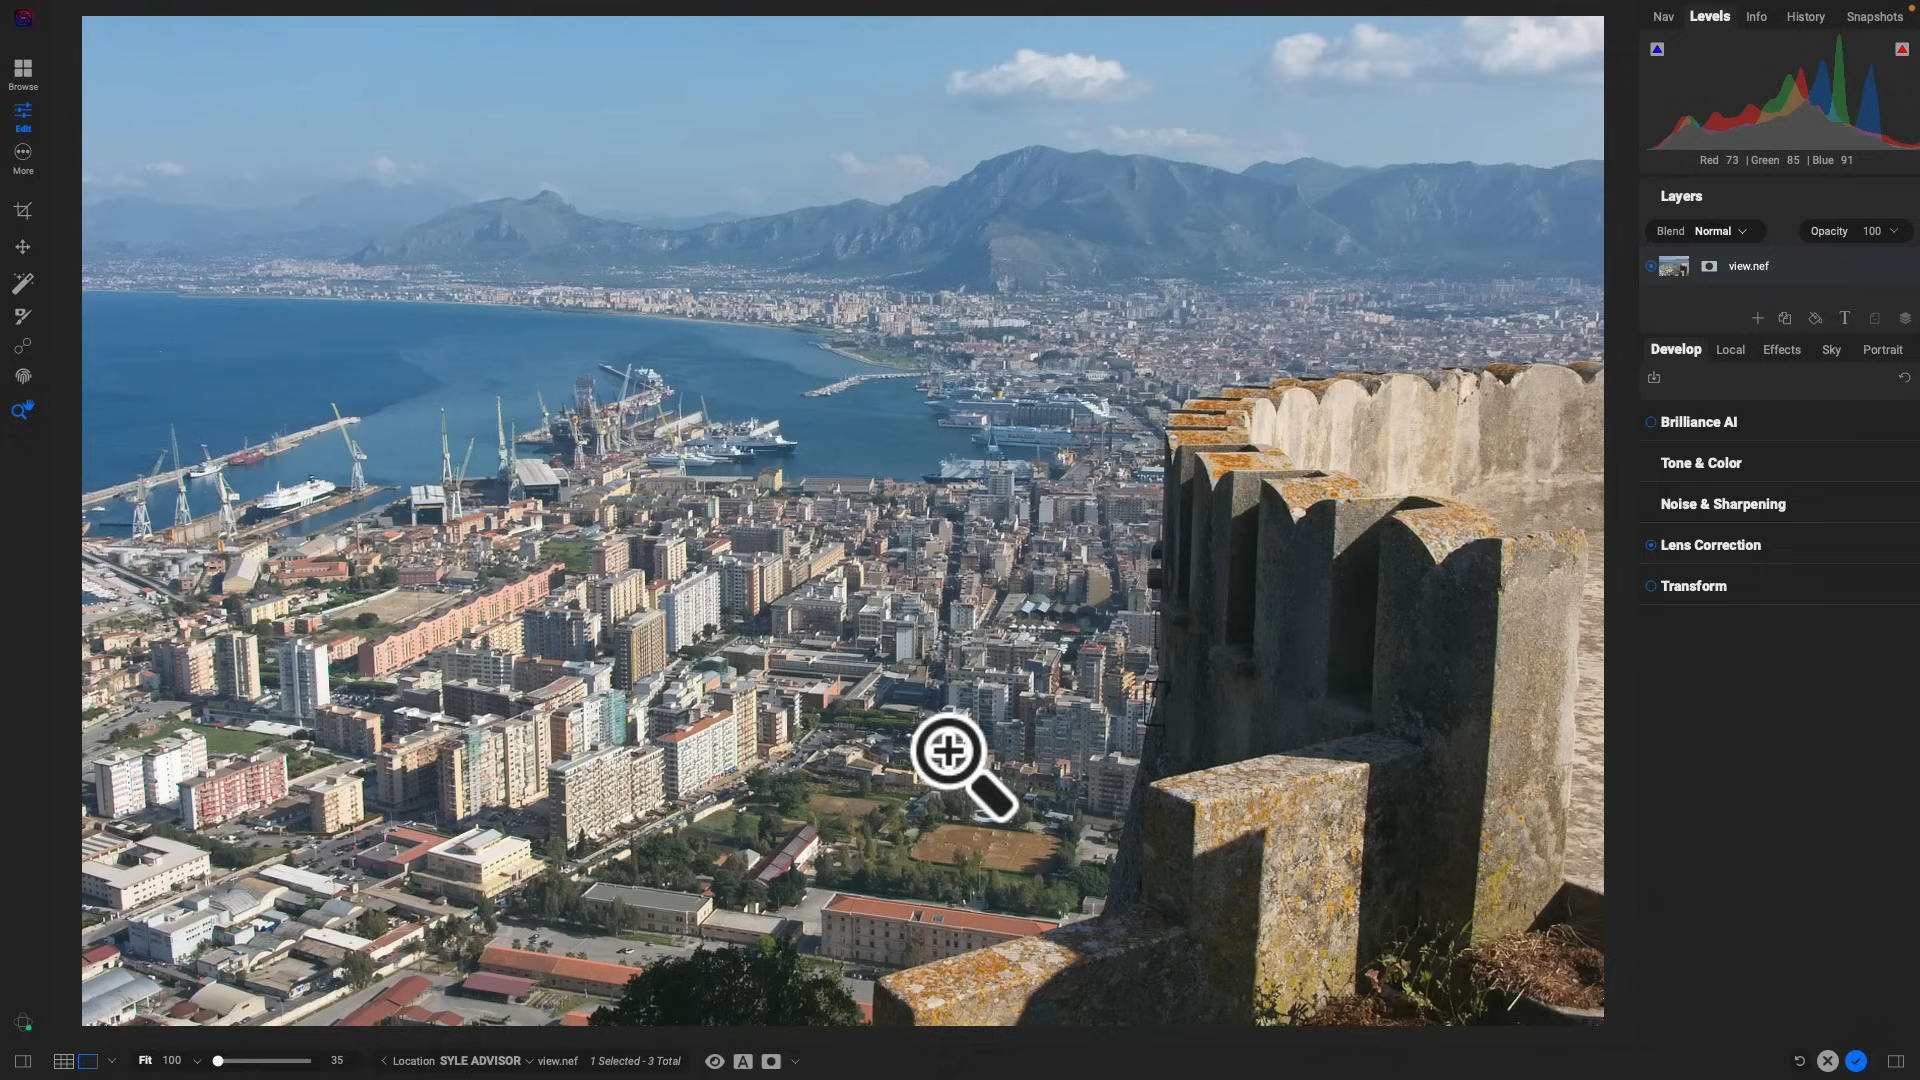 Nav Levels Info History Snapshots
Browse
Edit
More
Red 73 | Green 85 | Blue 91
Layers
Blend Normal Opacity 100
view.nef
T
Develop Local Effects Sky Portrait
Brilliance AI
Tone & Color
Noise & Sharpening
Lens Correction
Transform
Fit 100 35 Location SYLE ADVISOR view.nef 1 Selected - 3 Total A